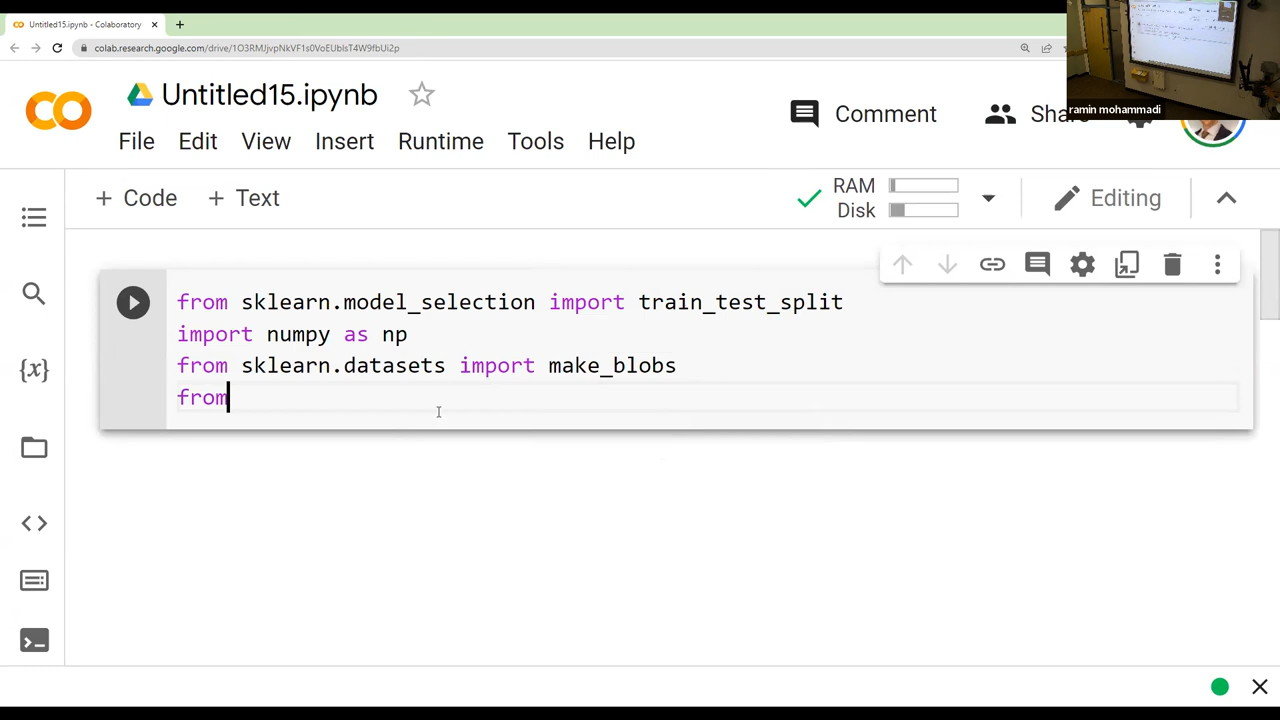 Untitled15.ipynb - Colaboratory
colab.research.google.com/drive/1O3RMJjvpNkVF1s0VoEUblsT4W9fbUi2p
ramin mohammadi
Untitled15.ipynb
Comment
Share
File Edit View Insert Runtime Tools Help
+ Code + Text
RAM
Disk
Editing
from sklearn.model_selection import train_test_split
import numpy as np
from sklearn.datasets import make_blobs
from
{x}